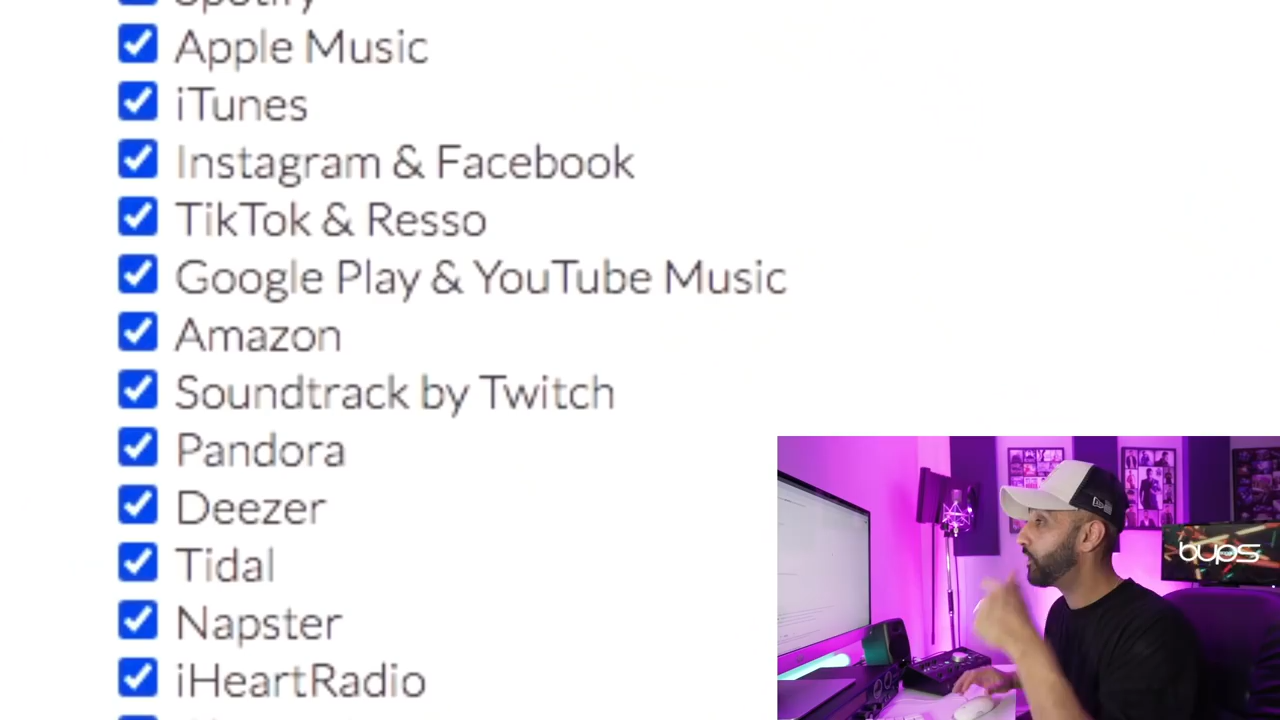 Spotify
Apple Music
iTunes
Instagram & Facebook
TikTok & Resso
Google Play & YouTube Music
Amazon
Soundtrack by Twitch
Pandora
Deezer
Tidal
Napster
iHeartRadio
bups